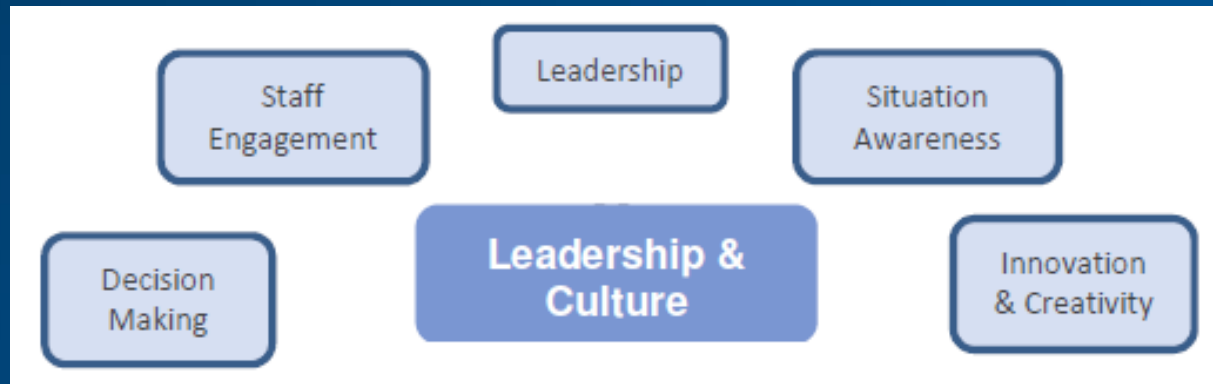 Leadership
Staff
Engagement
Situation
Awareness
Leadership &
Culture
Decision
Making
Innovation
& Creativity